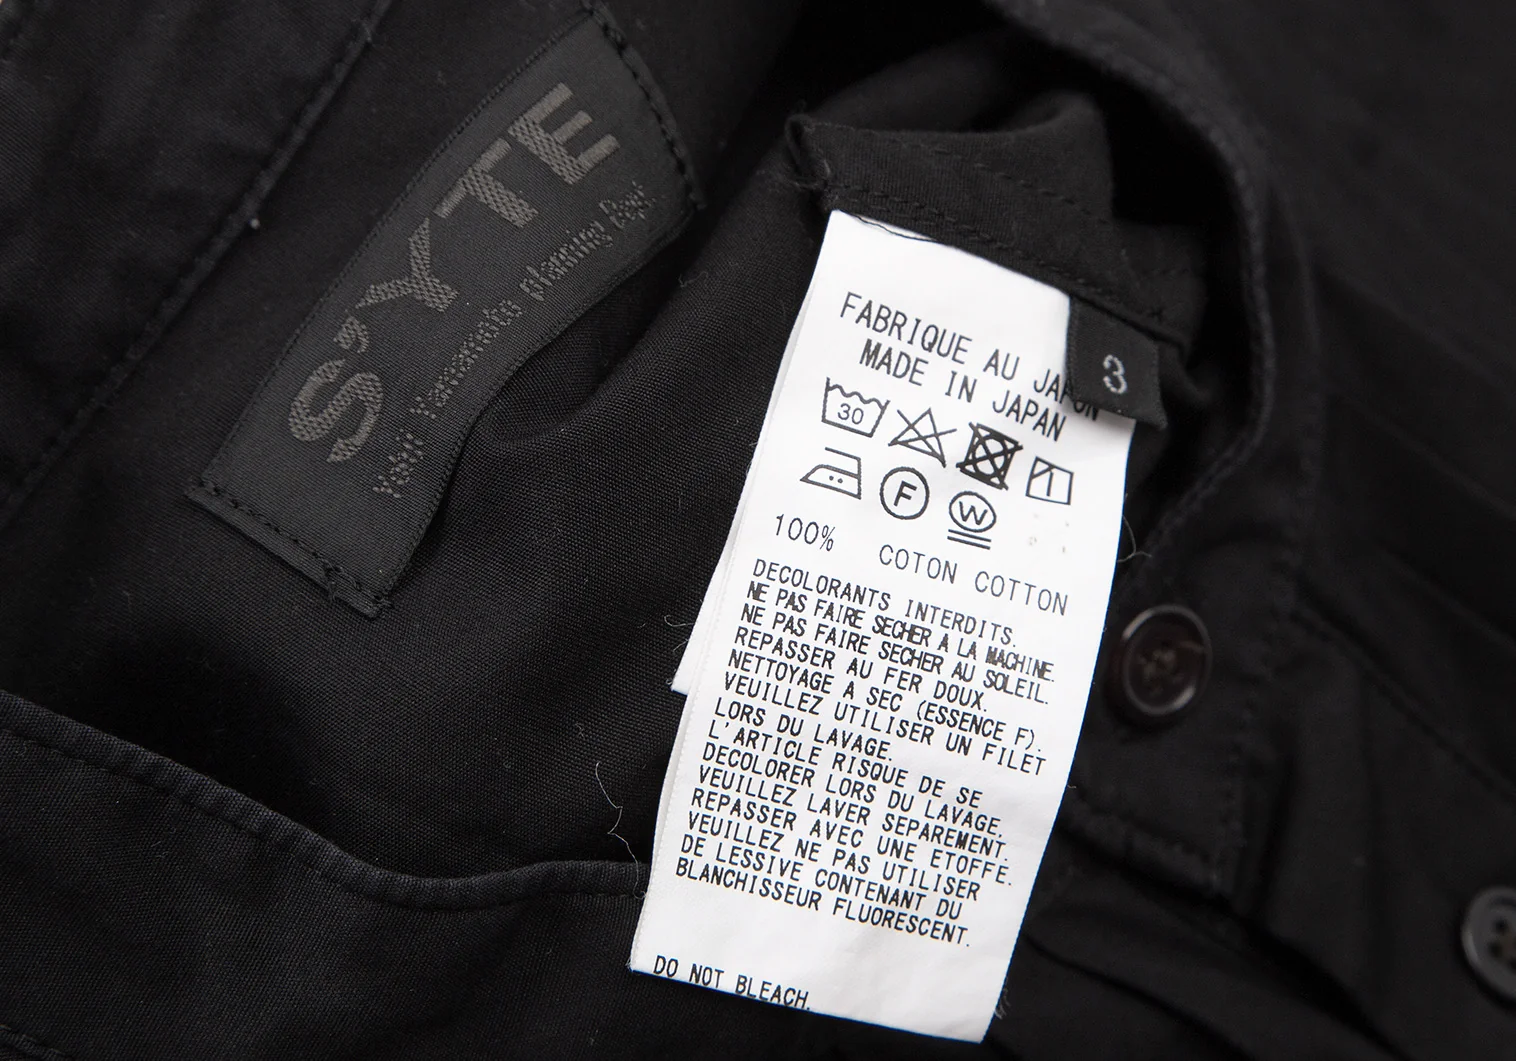 S'YTE
Yohji Yamamoto planning Dpt.
3
FABRIQUE AU JAPON
MADE IN JAPAN
30
F
W
100% COTON COTTON
DECOLORANTS INTERDITS.
NE PAS FAIRE SECHER A LA MACHINE.
NE PAS FAIRE SECHER AU SOLEIL.
REPASSER AU FER DOUX.
NETTOYAGE A SEC (ESSENCE F).
VEUILLEZ UTILISER UN FILET
LORS DU LAVAGE.
L'ARTICLE RISQUE DE SE
DECOLORER LORS DU LAVAGE.
VEUILLEZ LAVER SEPAREMENT.
REPASSER AVEC UNE ETOFFE.
VEUILLEZ NE PAS UTILISER
DE LESSIVE CONTENANT DU
BLANCHISSEUR FLUORESCENT.
DO NOT BLEACH.